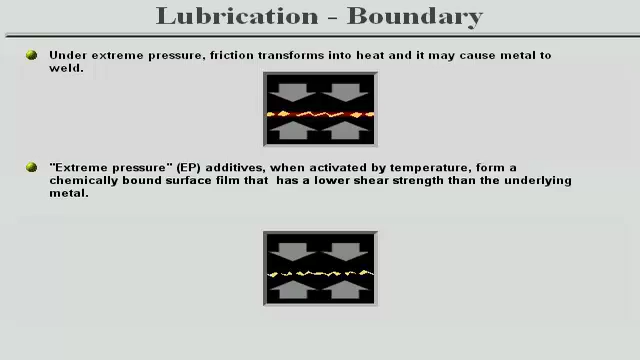 Lubrication - Boundary
Under extreme pressure, friction transforms into heat and it may cause metal to
weld.
"Extreme pressure" (EP) additives, when activated by temperature, form a
chemically bound surface film that  has a lower shear strength than the underlying
metal.